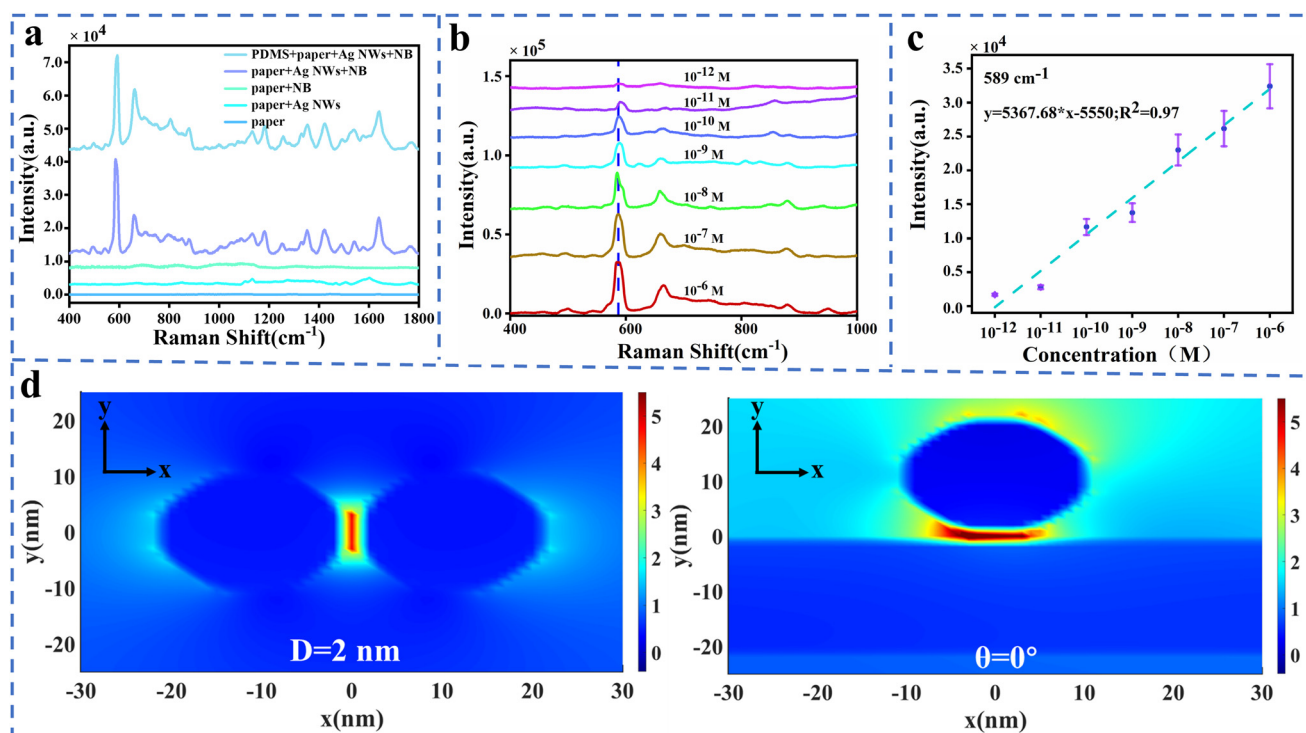 a
× 10⁴
PDMS+paper+Ag NWs+NB
paper+Ag NWs+NB
paper+NB
paper+Ag NWs
paper
7.0
6.0
5.0
4.0
3.0
2.0
1.0
0.0
Intensity(a.u.)
400 600 800 1000 1200 1400 1600 1800
Raman Shift(cm⁻¹)
b
× 10⁵
1.5
1.0
0.5
0.0
Intensity(a.u.)
10⁻¹² M
10⁻¹¹ M
10⁻¹⁰ M
10⁻⁹ M
10⁻⁸ M
10⁻⁷ M
10⁻⁶ M
400 600 800 1000
Raman Shift(cm⁻¹)
c
× 10⁴
3.5
3.0
2.5
2.0
1.5
1.0
0.5
0.0
Intensity(a.u.)
589 cm⁻¹
y=5367.68*x-5550;R²=0.97
10⁻¹² 10⁻¹¹ 10⁻¹⁰ 10⁻⁹ 10⁻⁸ 10⁻⁷ 10⁻⁶
Concentration（M）
d
y
x
20
10
0
-10
-20
y(nm)
D=2 nm
-30 -20 -10 0 10 20 30
x(nm)
5
4
3
2
1
0
y
x
20
10
0
-10
-20
y(nm)
θ=0°
-30 -20 -10 0 10 20 30
x(nm)
5
4
3
2
1
0